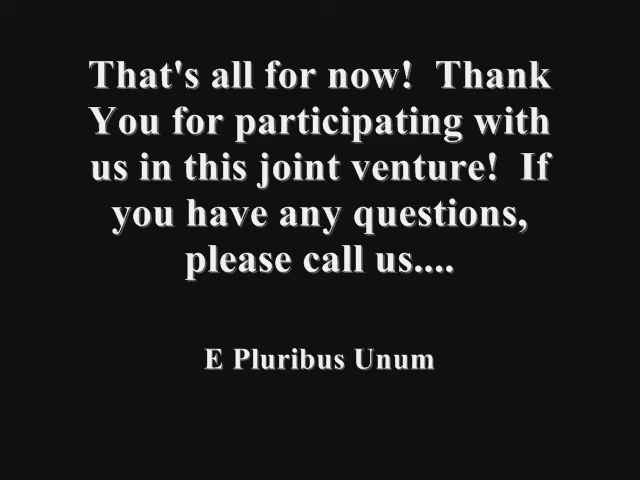 That's all for now!  Thank
You for participating with
us in this joint venture!  If
you have any questions,
please call us....
E Pluribus Unum